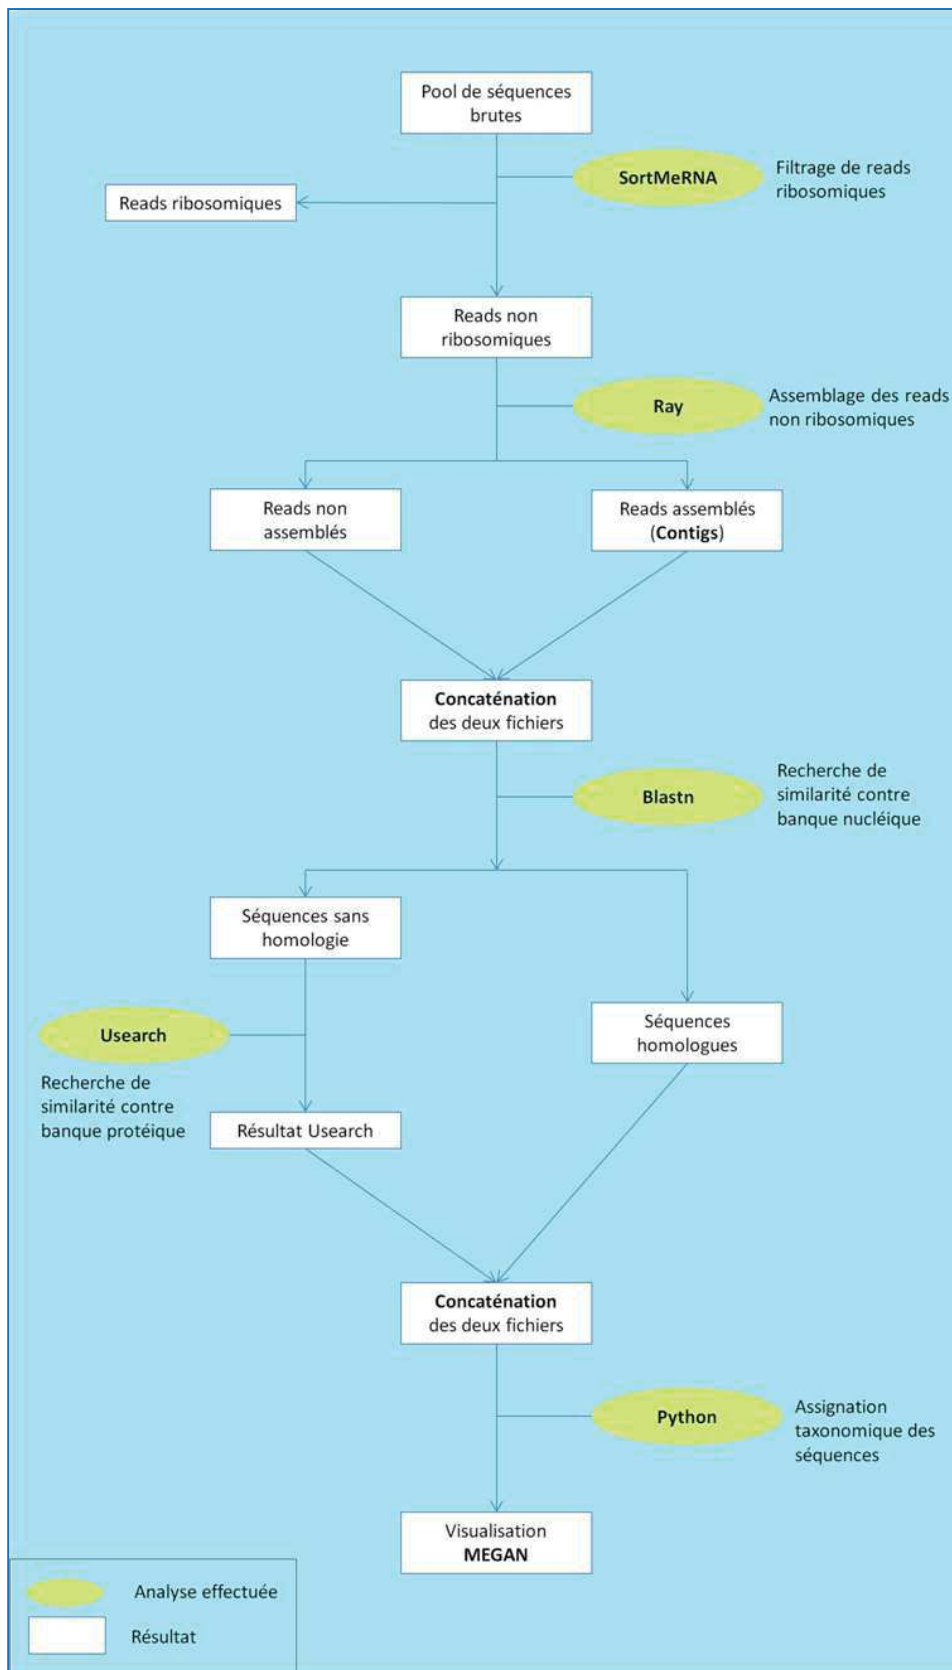 Pool de séquences
brutes
SortMeRNA
Filtrage de reads
ribosomiques
Reads ribosomiques
Reads non
ribosomiques
Ray
Assemblage des reads
non ribosomiques
Reads non
assemblés
Reads assemblés
(Contigs)
Concaténation
des deux fichiers
Blastn
Recherche de
similarité contre
banque nucléique
Séquences sans
homologie
Usearch
Recherche de
similarité contre
banque protéique
Séquences
homologues
Résultat Usearch
Concaténation
des deux fichiers
Python
Assignation
taxonomique des
séquences
Visualisation
MEGAN
Analyse effectuée
Résultat